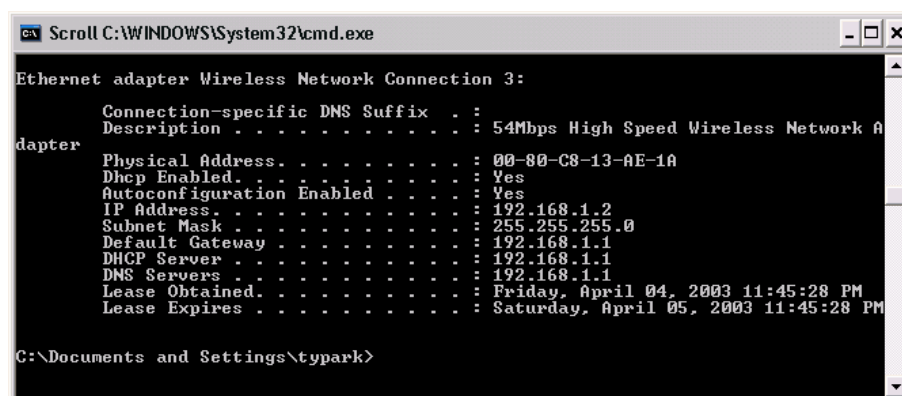 Scroll C:\WINDOWS\System32\cmd.exe
Ethernet adapter Wireless Network Connection 3:
Connection-specific DNS Suffix . :
Description . . . . . . . . . . . : 54Mbps High Speed Wireless Network A
dapter
Physical Address. . . . . . . . . : 00-80-C8-13-AE-1A
Dhcp Enabled. . . . . . . . . . . : Yes
Autoconfiguration Enabled . . . . : Yes
IP Address. . . . . . . . . . . . : 192.168.1.2
Subnet Mask . . . . . . . . . . . : 255.255.255.0
Default Gateway . . . . . . . . . : 192.168.1.1
DHCP Server . . . . . . . . . . . : 192.168.1.1
DNS Servers . . . . . . . . . . . : 192.168.1.1
Lease Obtained. . . . . . . . . . : Friday, April 04, 2003 11:45:28 PM
Lease Expires . . . . . . . . . . : Saturday, April 05, 2003 11:45:28 PM
C:\Documents and Settings\typark>